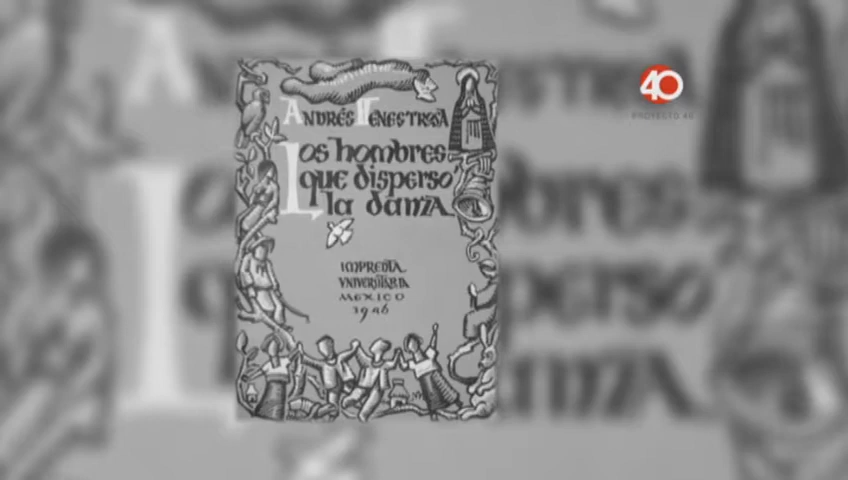 ANDRÉS HENESTROSA
Los hombres
que dispersó
la danza
IMPRENTA
UNIVERSITARIA
MEXICO
1946
40
PROYECTO 40